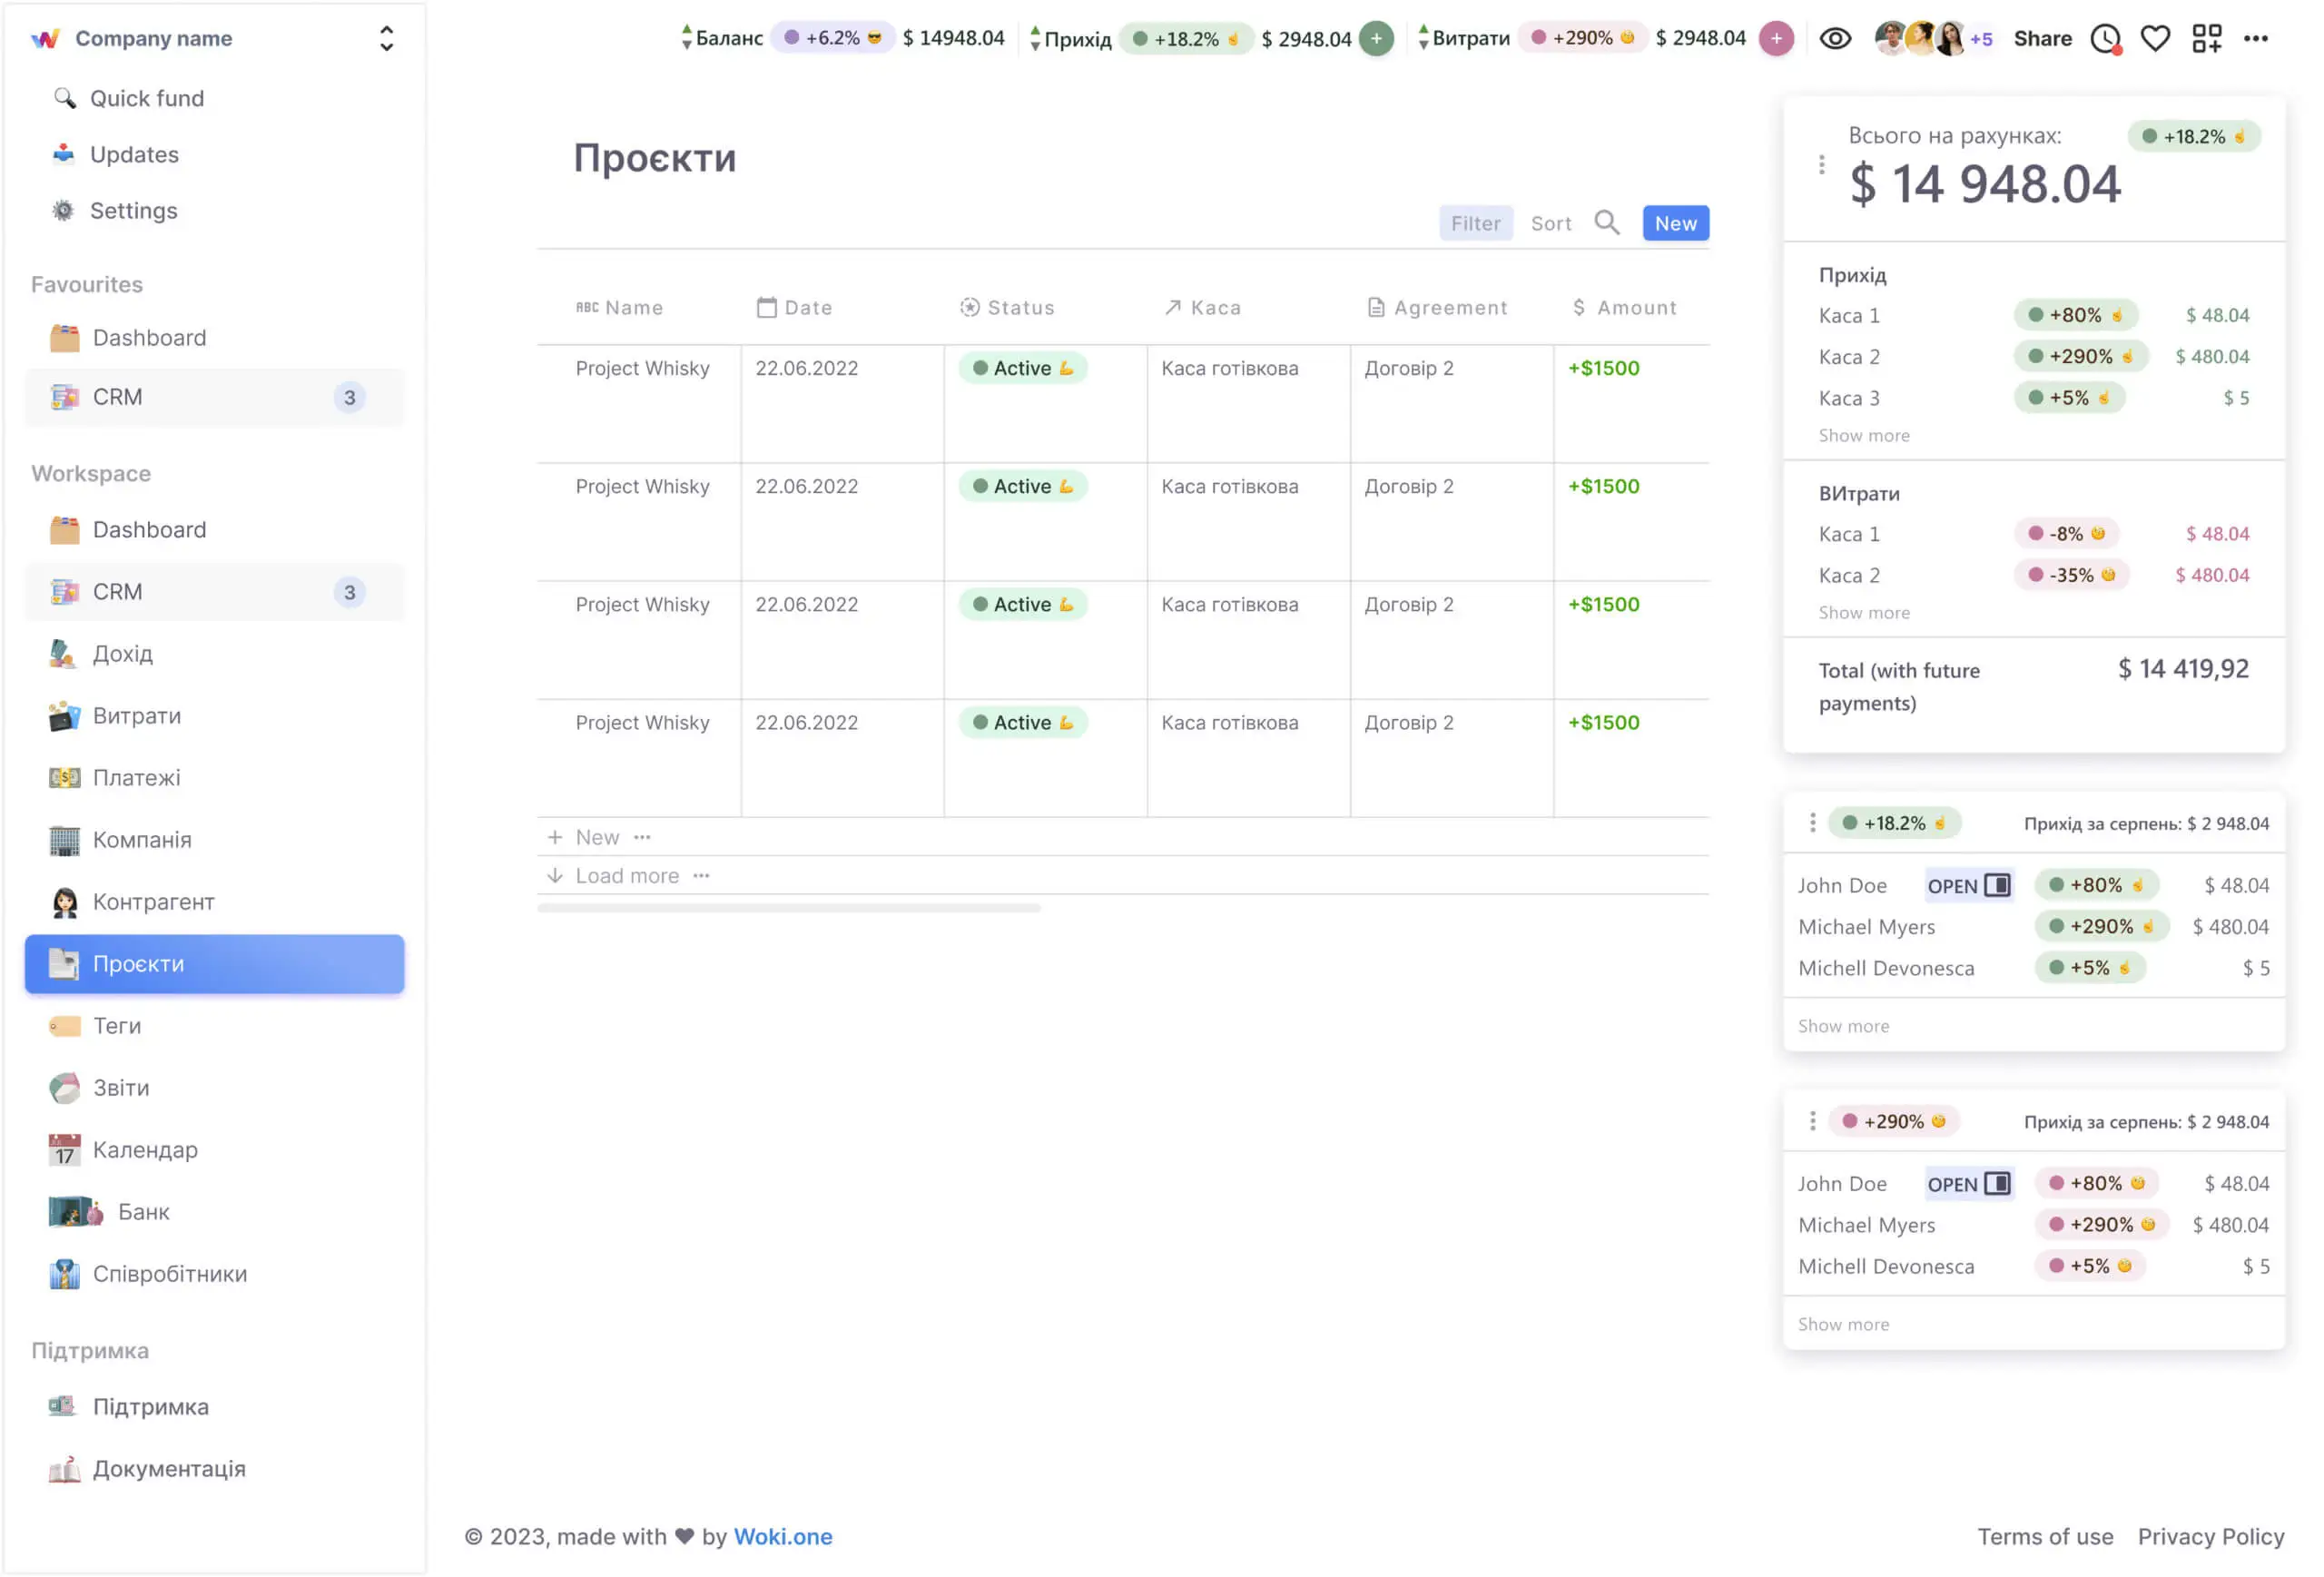 Company name
Quick fund
Updates
Settings
Favourites
Dashboard
CRM 3
Workspace
Dashboard
CRM 3
Дохід
Витрати
Платежі
Компанія
Контрагент
Проєкти
Теги
Звіти
17 Календар
Банк
Співробітники
Підтримка
Підтримка
Документація
Баланс +6.2% $ 14948.04 Прихід +18.2% $ 2948.04 + Витрати +290% $ 2948.04 + +5 Share
Проєкти
Filter Sort New
ABC Name Date Status Каса Agreement $ Amount
Project Whisky 22.06.2022 Active Каса готівкова Договір 2 +$1500
Project Whisky 22.06.2022 Active Каса готівкова Договір 2 +$1500
Project Whisky 22.06.2022 Active Каса готівкова Договір 2 +$1500
Project Whisky 22.06.2022 Active Каса готівкова Договір 2 +$1500
+ New ···
Load more ···
Всього на рахунках: +18.2%
$ 14 948.04
Прихід
Каса 1 +80% $ 48.04
Каса 2 +290% $ 480.04
Каса 3 +5% $ 5
Show more
ВИтрати
Каса 1 -8% $ 48.04
Каса 2 -35% $ 480.04
Show more
Total (with future $ 14 419,92
payments)
+18.2% Прихід за серпень: $ 2 948.04
John Doe OPEN +80% $ 48.04
Michael Myers +290% $ 480.04
Michell Devonesca +5% $ 5
Show more
+290% Прихід за серпень: $ 2 948.04
John Doe OPEN +80% $ 48.04
Michael Myers +290% $ 480.04
Michell Devonesca +5% $ 5
Show more
© 2023, made with ❤ by Woki.one
Terms of use Privacy Policy